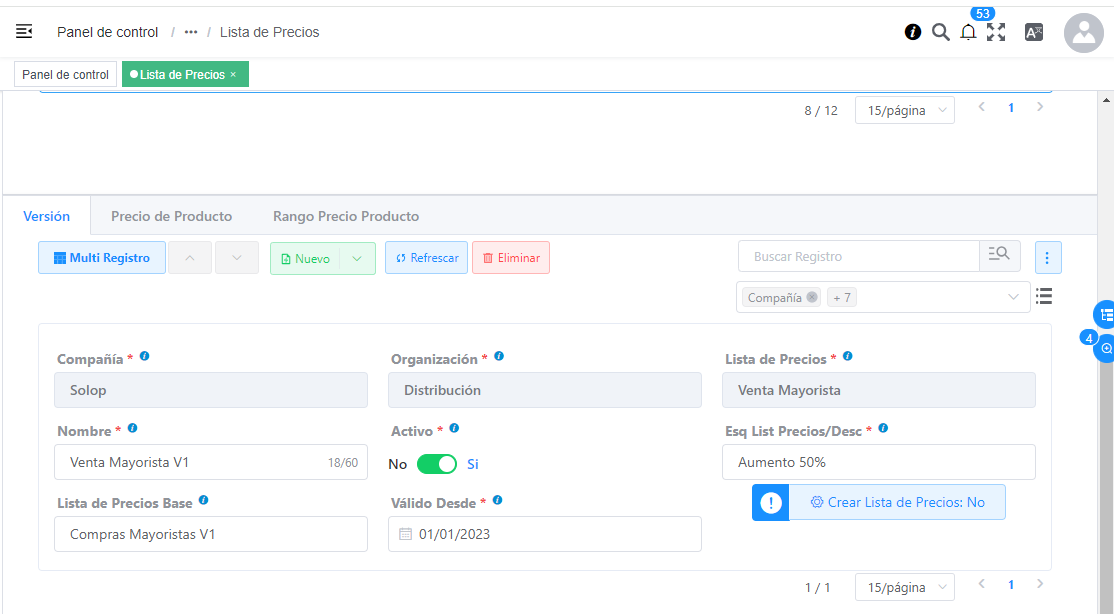 53
Panel de control / ••• / Lista de Precios
Panel de control
Lista de Precios ×
8 / 12
15/página
1
Versión
Precio de Producto
Rango Precio Producto
Multi Registro
Nuevo
Refrescar
Eliminar
Buscar Registro
Compañía
+ 7
4
Compañía *
Organización *
Lista de Precios *
Solop
Distribución
Venta Mayorista
Nombre *
Activo *
Esq List Precios/Desc *
Venta Mayorista V1
18/60
No
Si
Aumento 50%
Crear Lista de Precios: No
Lista de Precios Base
Válido Desde *
Compras Mayoristas V1
01/01/2023
1 / 1
15/página
1